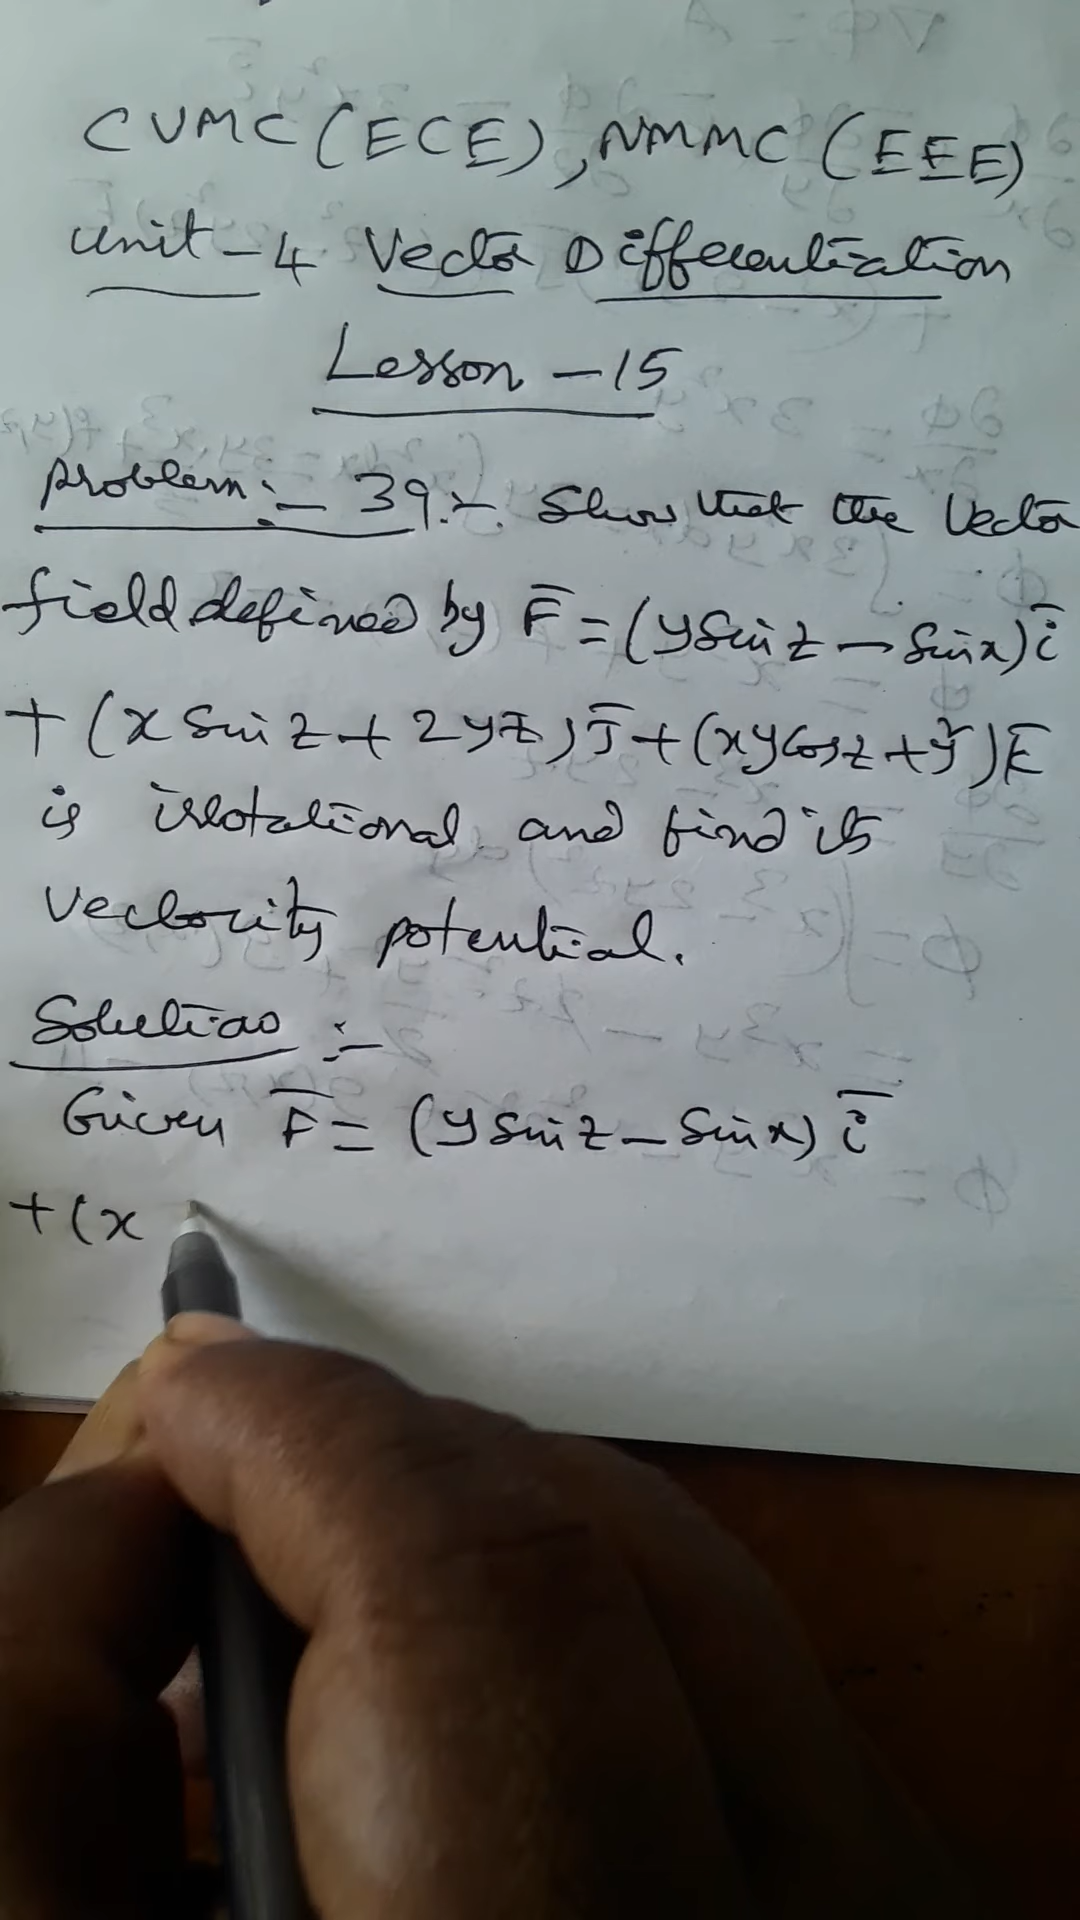 CVMC (ECE), NMMC (EEE)
unit-4 Vector Differentiation
Lesson - 15
Problem:- 39:- Show that the Vector
field defined by F̅ = (y Sin z - Sin x) i̅
+ (x Sin z + 2yz) j̅ + (xy Cos z + y²) k̅
is irrotational and find its
Velocity potential.
Solution :-
Given F̅ = (y Sin z - Sin x) i̅
+ (x